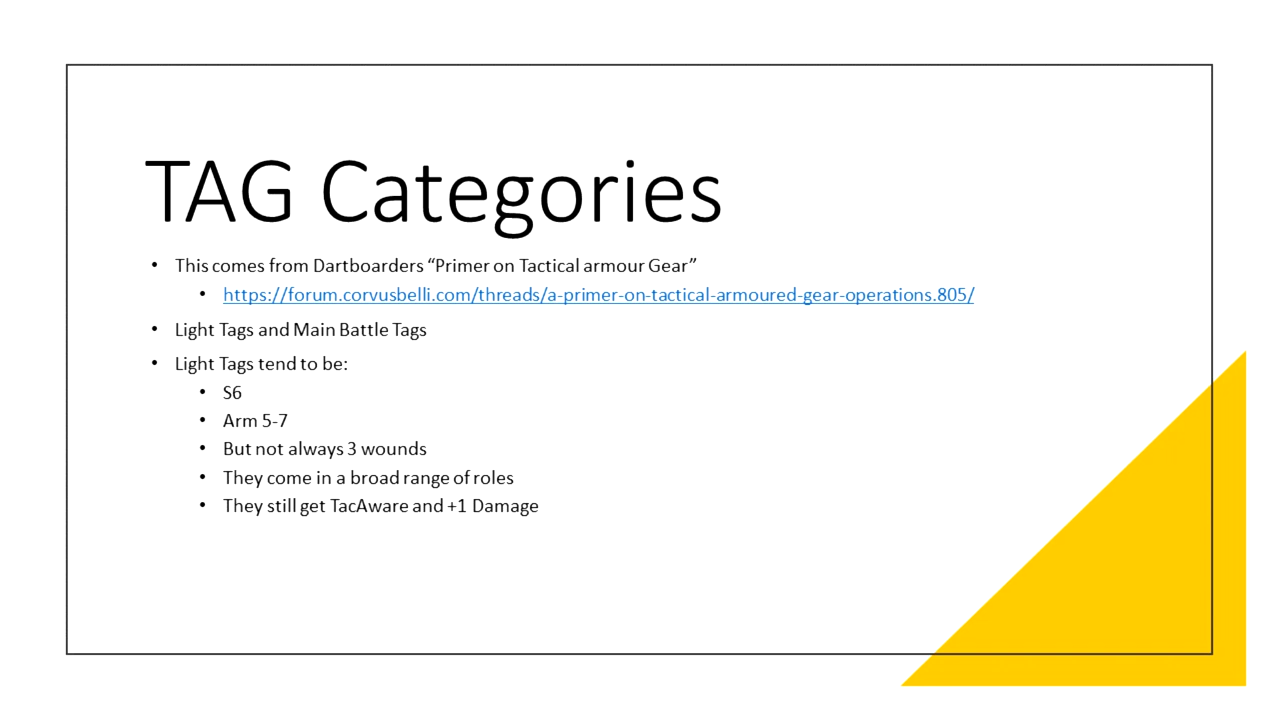 TAG Categories
• This comes from Dartboarders “Primer on Tactical armour Gear”
• https://forum.corvusbelli.com/threads/a-primer-on-tactical-armoured-gear-operations.805/
• Light Tags and Main Battle Tags
• Light Tags tend to be:
• S6
• Arm 5-7
• But not always 3 wounds
• They come in a broad range of roles
• They still get TacAware and +1 Damage